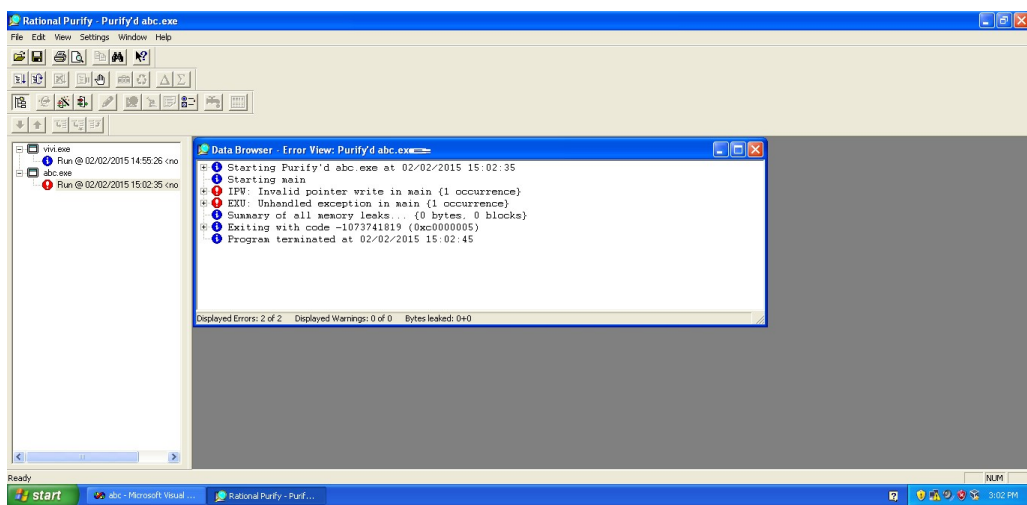 Rational Purify - Purify'd abc.exe
File Edit View Settings Window Help
vivi.exe
Run @ 02/02/2015 14:55:26 <no
abc.exe
Run @ 02/02/2015 15:02:35 <no
Data Browser - Error View: Purify'd abc.exe
Starting Purify'd abc.exe at 02/02/2015 15:02:35
Starting main
IPW: Invalid pointer write in main {1 occurrence}
EXU: Unhandled exception in main {1 occurrence}
Summary of all memory leaks... {0 bytes, 0 blocks}
Exiting with code -1073741819 (0xc0000005)
Program terminated at 02/02/2015 15:02:45
Displayed Errors: 2 of 2 Displayed Warnings: 0 of 0 Bytes leaked: 0+0
Ready NUM
start abc - Microsoft Visual ... Rational Purify - Purif... 3:02 PM